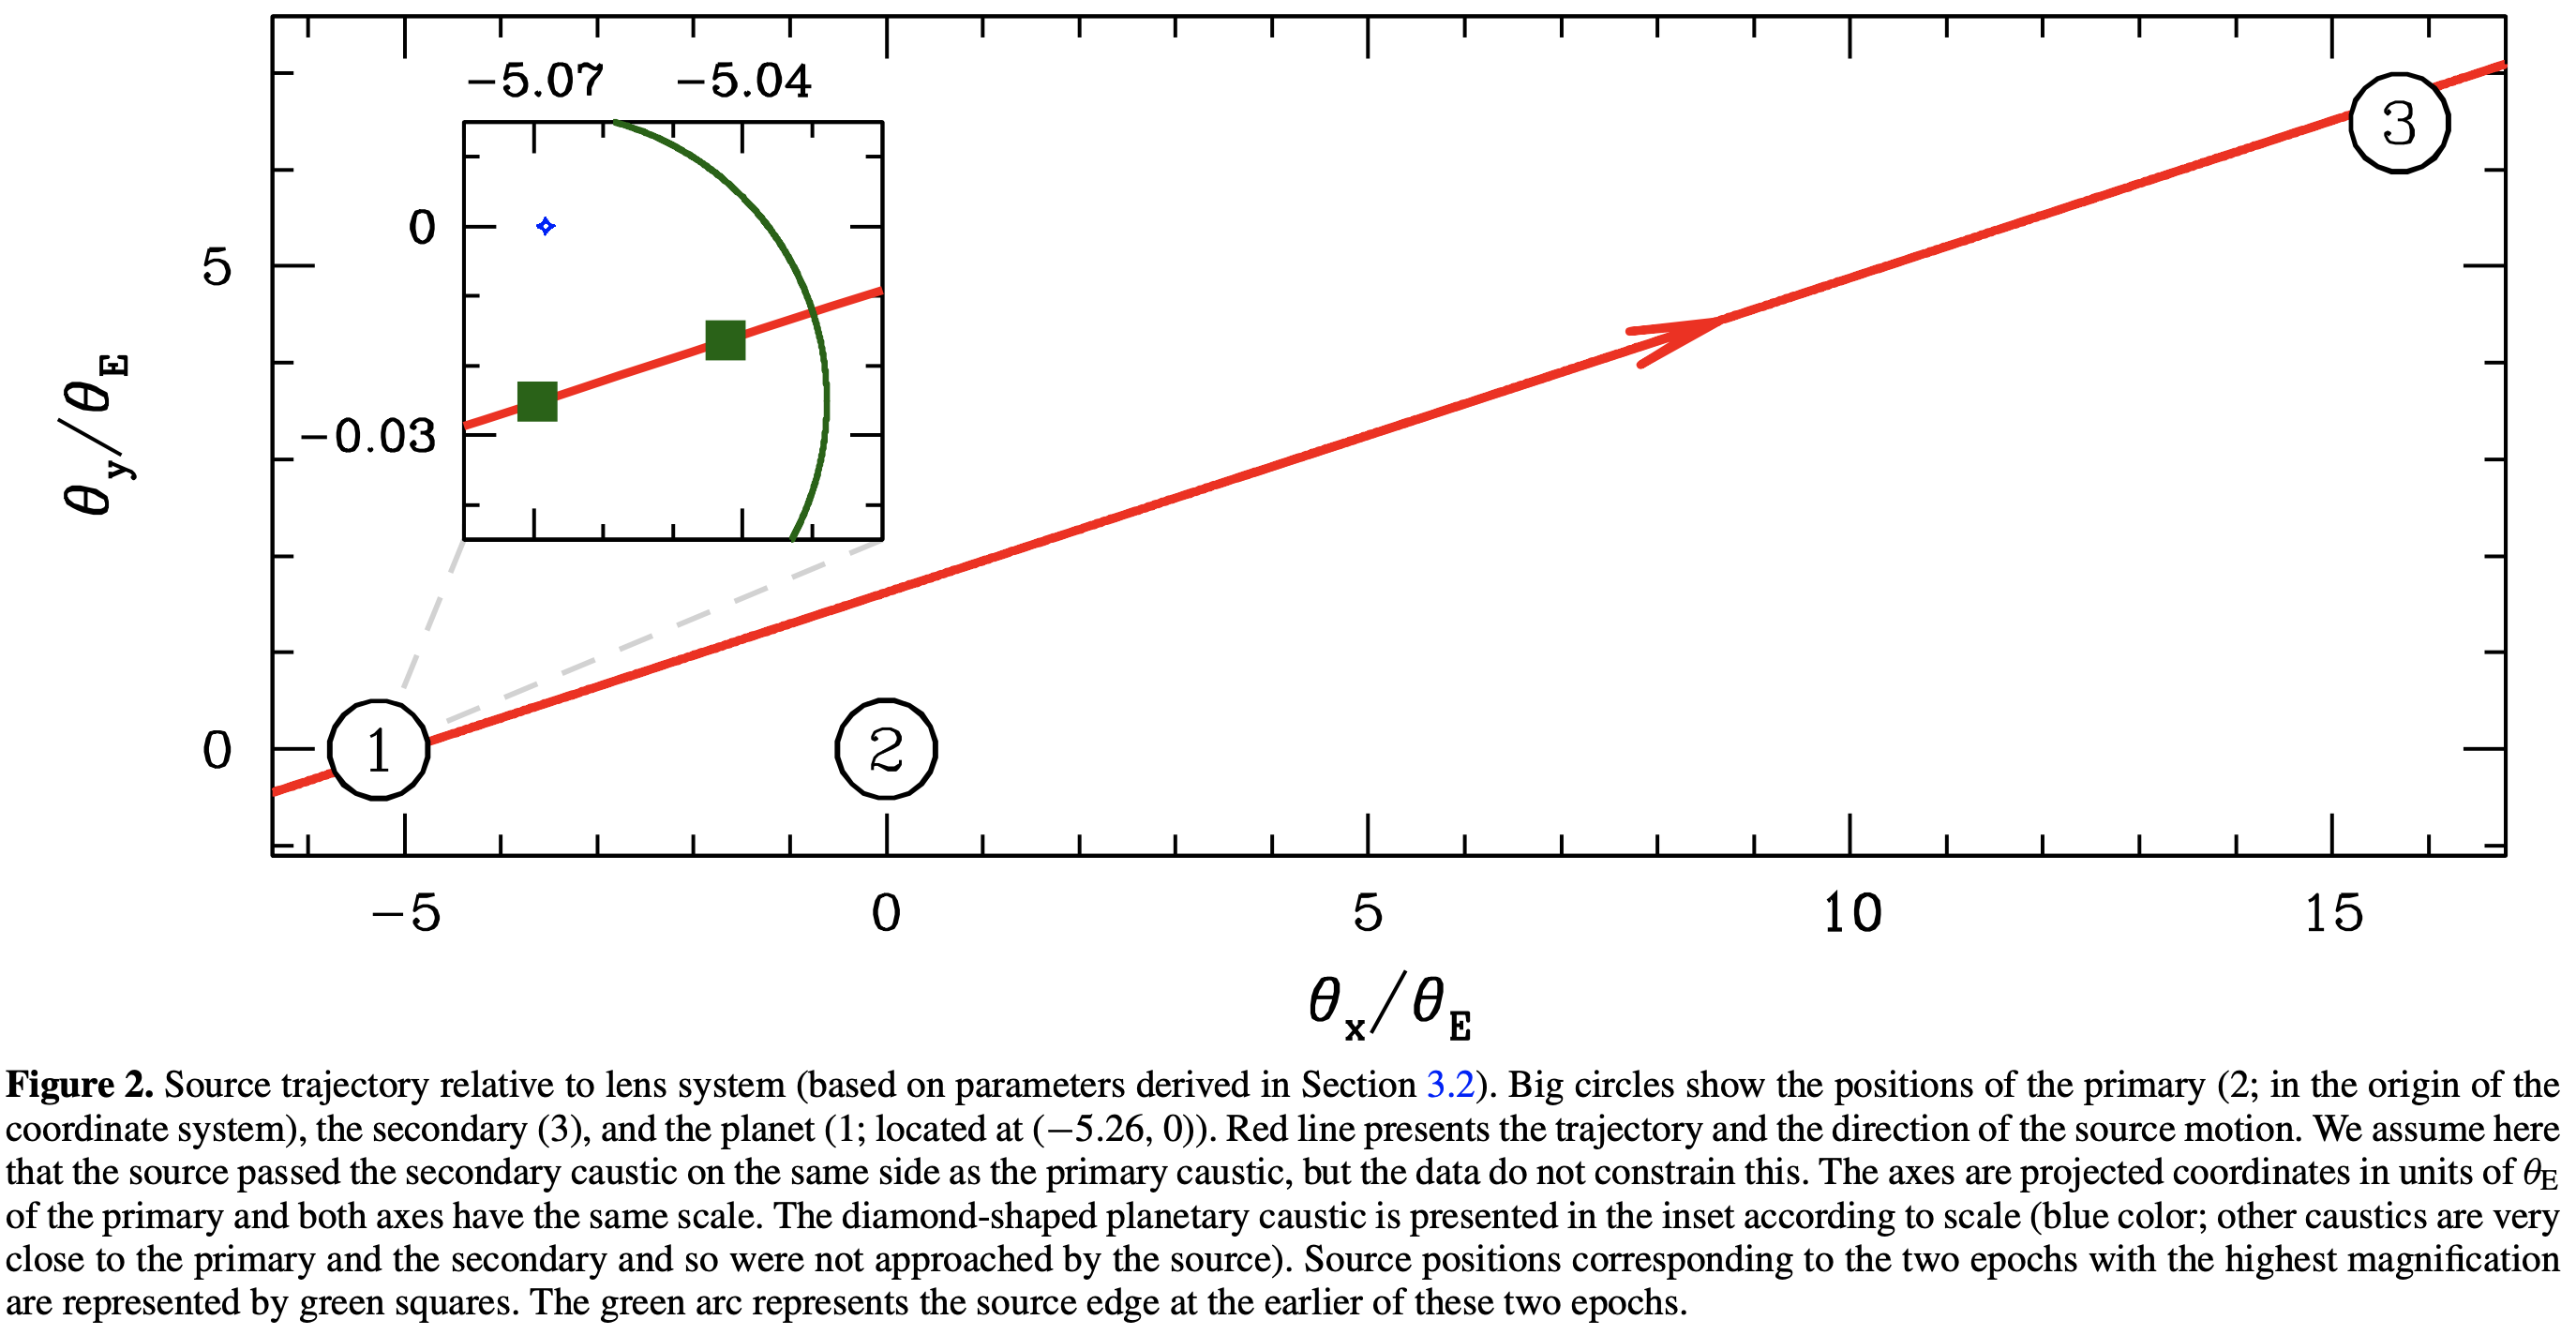 −5.07 −5.04
0
−0.03
3
5
0
θy/θE
1
2
−5 0 5 10 15
θx/θE
Figure 2. Source trajectory relative to lens system (based on parameters derived in Section 3.2). Big circles show the positions of the primary (2; in the origin of the
coordinate system), the secondary (3), and the planet (1; located at (−5.26, 0)). Red line presents the trajectory and the direction of the source motion. We assume here
that the source passed the secondary caustic on the same side as the primary caustic, but the data do not constrain this. The axes are projected coordinates in units of θE
of the primary and both axes have the same scale. The diamond-shaped planetary caustic is presented in the inset according to scale (blue color; other caustics are very
close to the primary and the secondary and so were not approached by the source). Source positions corresponding to the two epochs with the highest magnification
are represented by green squares. The green arc represents the source edge at the earlier of these two epochs.